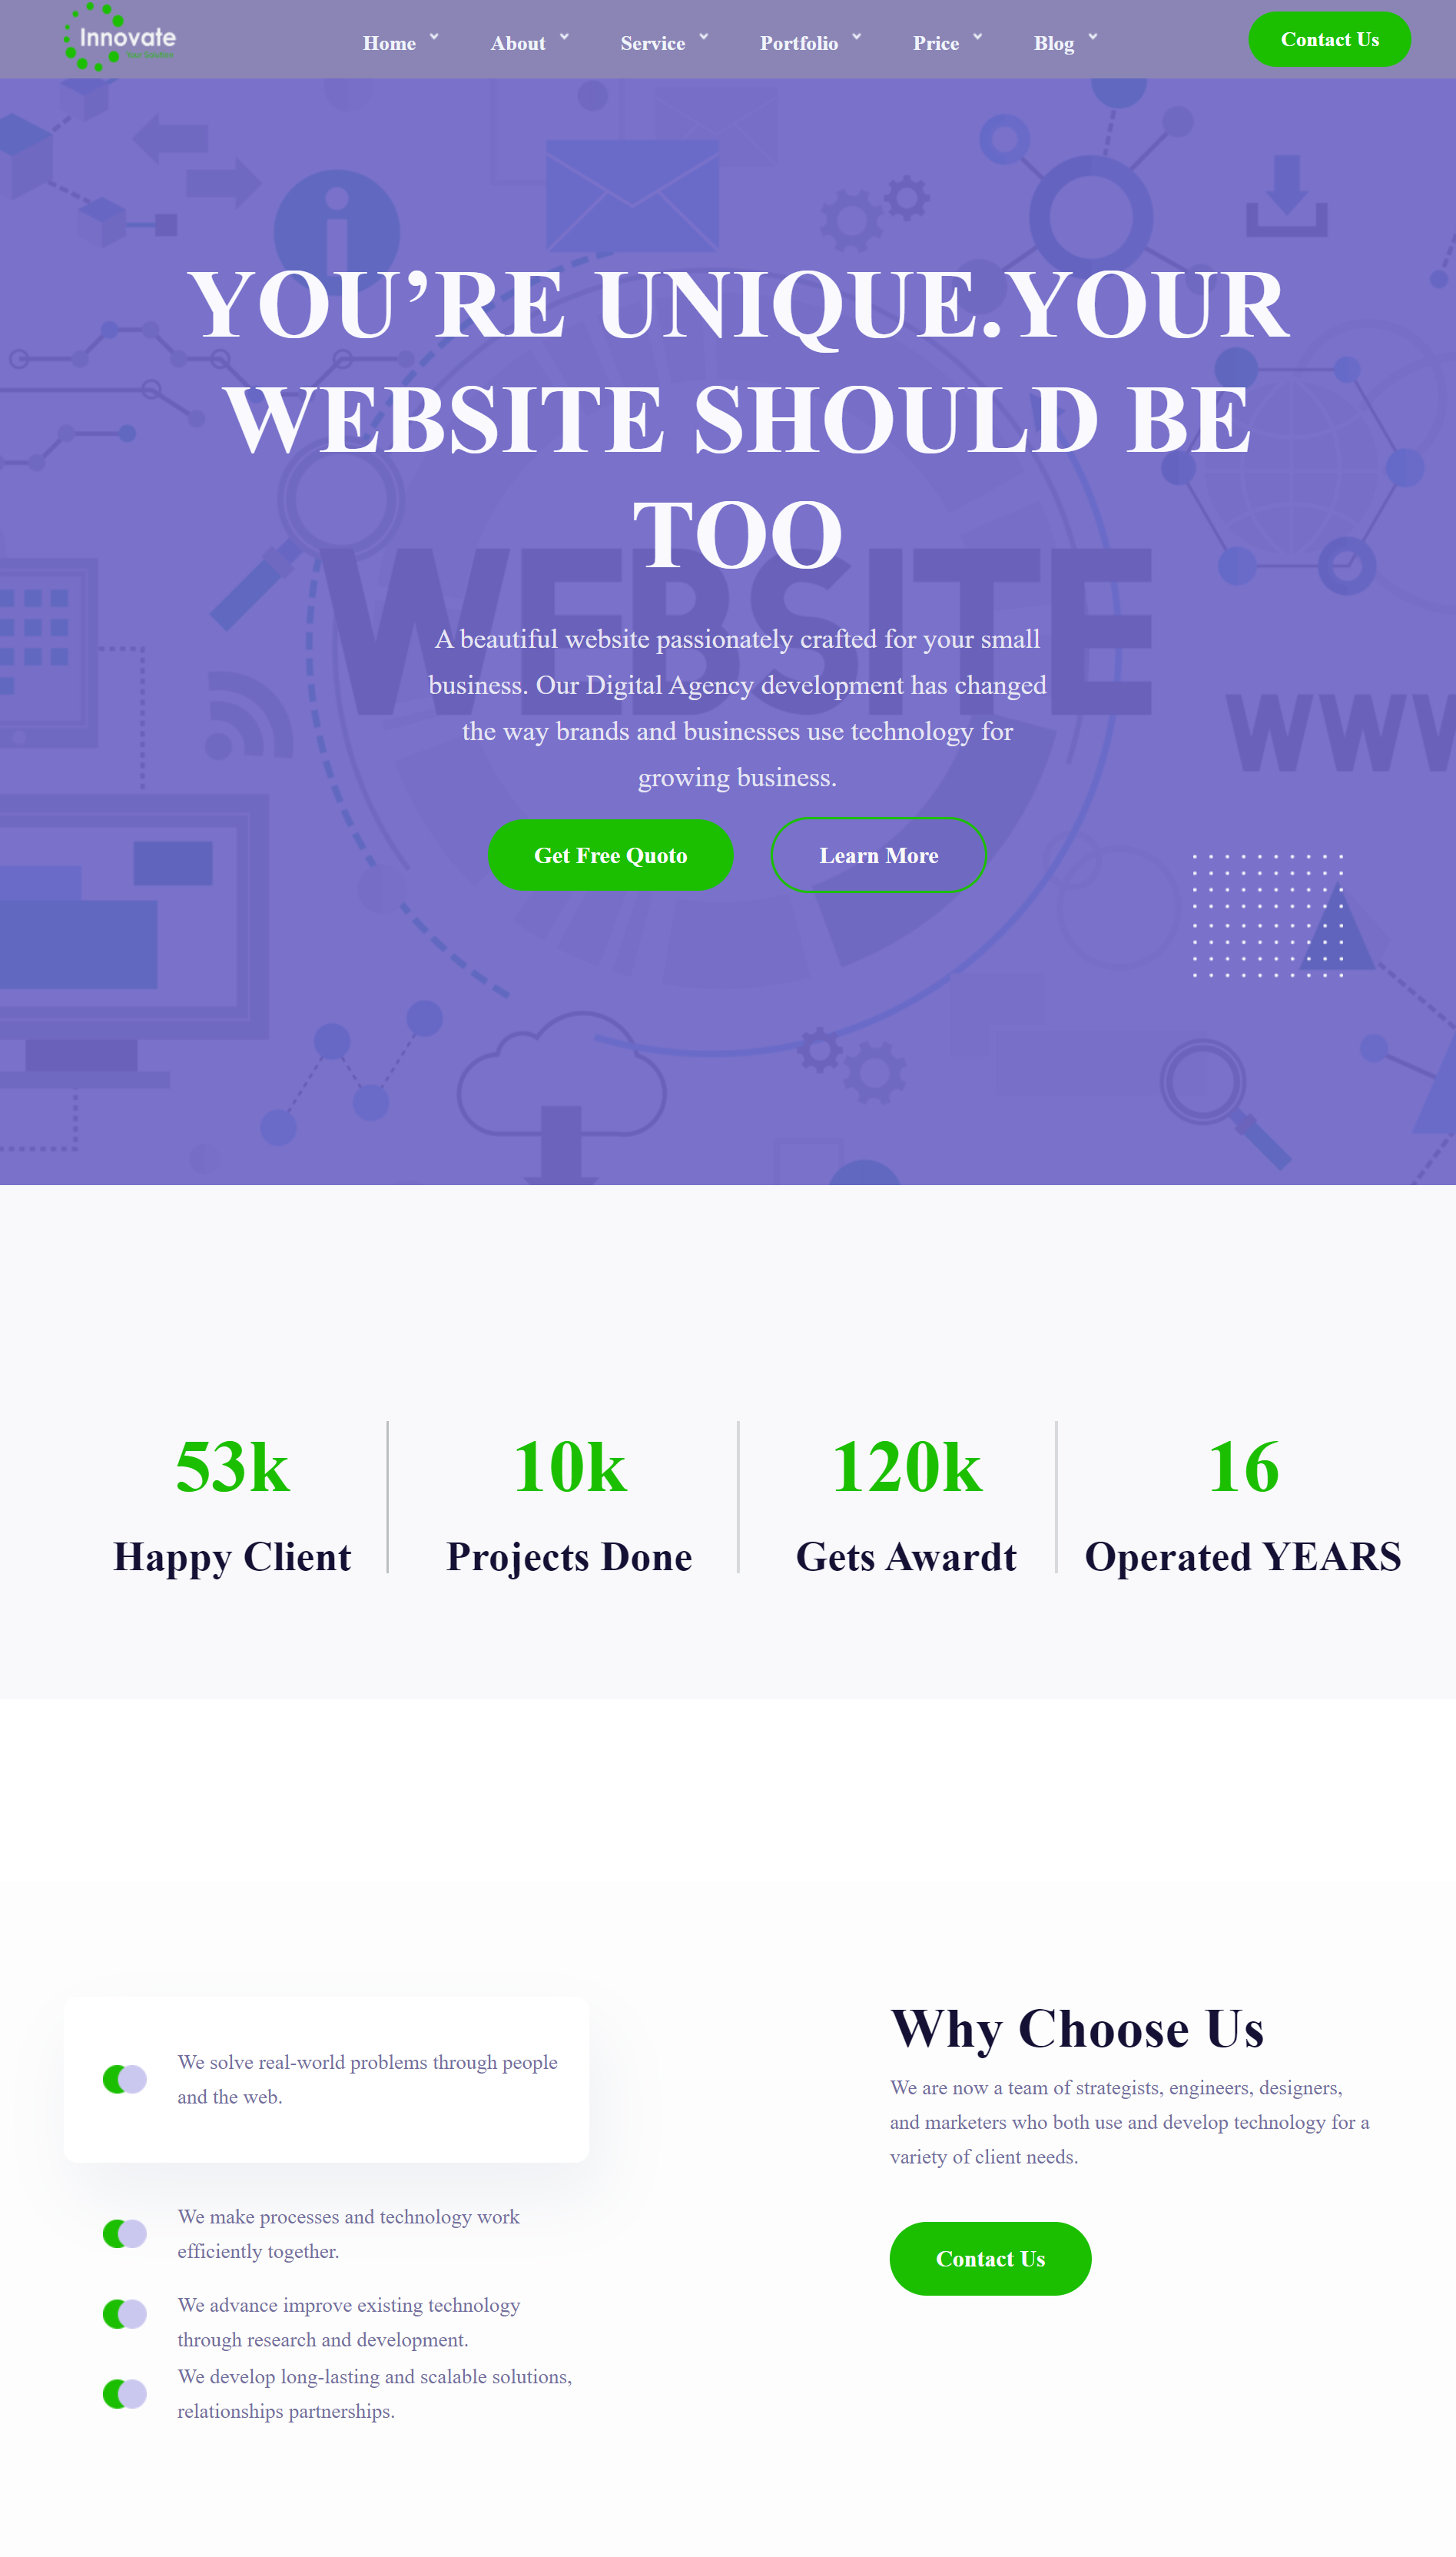 Innovate
Your Solution
Home
About
Service
Portfolio
Price
Blog
Contact Us
YOU’RE UNIQUE.YOUR
WEBSITE SHOULD BE
TOO
WEBSITE
A beautiful website passionately crafted for your small
business. Our Digital Agency development has changed
the way brands and businesses use technology for
growing business.
WWW
Get Free Quoto
Learn More
53k
10k
120k
16
Happy Client
Projects Done
Gets Awardt
Operated YEARS
We solve real-world problems through people
and the web.
We make processes and technology work
efficiently together.
We advance improve existing technology
through research and development.
We develop long-lasting and scalable solutions,
relationships partnerships.
Why Choose Us
We are now a team of strategists, engineers, designers,
and marketers who both use and develop technology for a
variety of client needs.
Contact Us